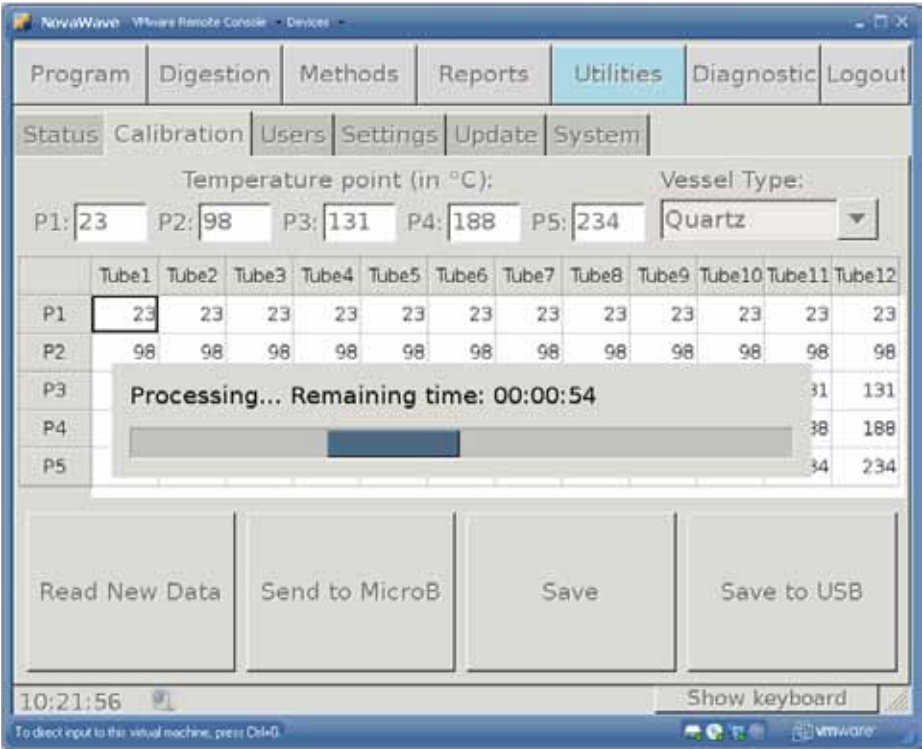 NovaWave VMware Remote Console Devices
Program Digestion Methods Reports Utilities Diagnostic Logout
Status Calibration Users Settings Update System
Temperature point (in °C): Vessel Type:
P1: 23 P2: 98 P3: 131 P4: 188 P5: 234 Quartz
Tube1 Tube2 Tube3 Tube4 Tube5 Tube6 Tube7 Tube8 Tube9 Tube10 Tube11 Tube12
P1 23 23 23 23 23 23 23 23 23 23 23 23
P2 98 98 98 98 98 98 98 98 98 98 98 98
P3 31 131
Processing... Remaining time: 00:00:54
P4 38 188
P5 34 234
Read New Data Send to MicroB Save Save to USB
10:21:56 Show keyboard
To direct input to this virtual machine, press Ctrl+G. vmware